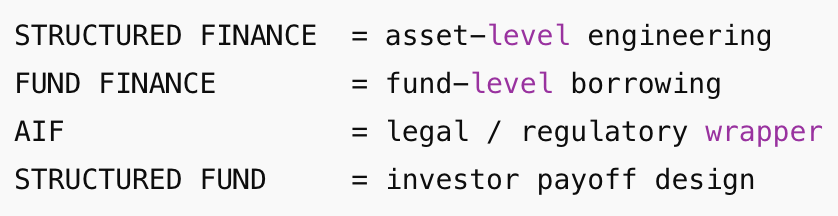 STRUCTURED FINANCE = asset-level engineering
FUND FINANCE = fund-level borrowing
AIF = legal / regulatory wrapper
STRUCTURED FUND = investor payoff design